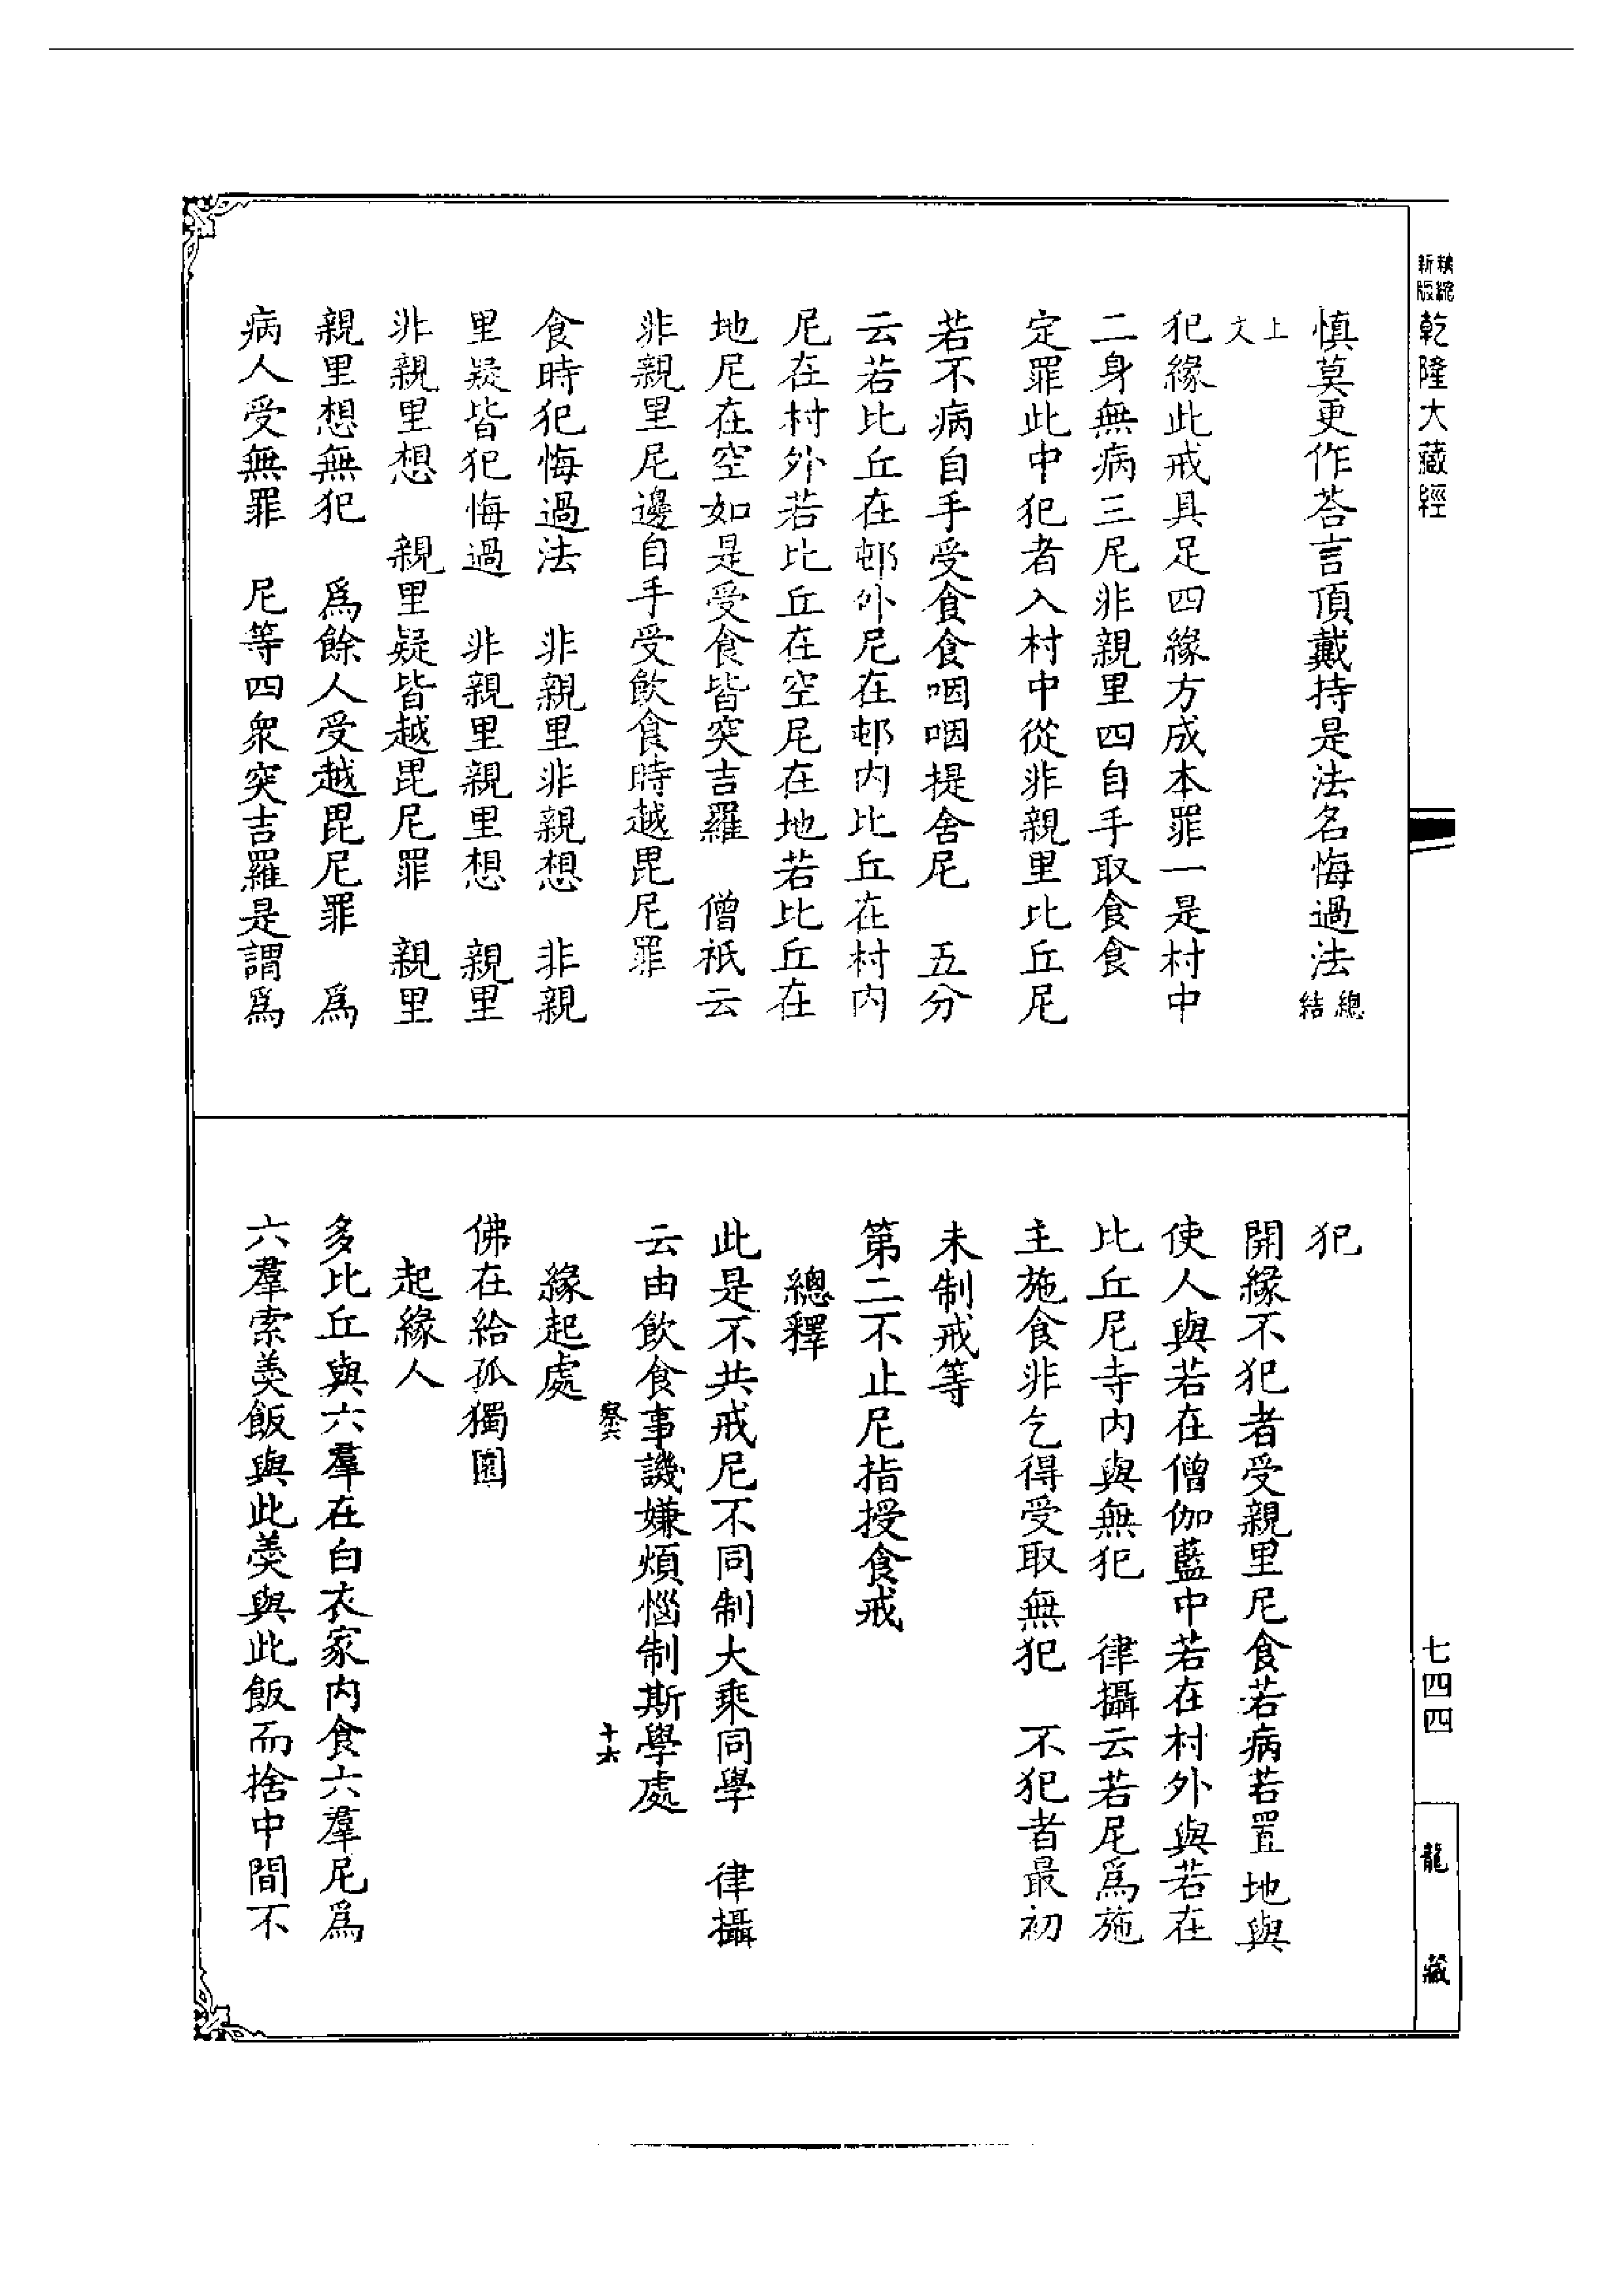 精縮
新版
乾隆大藏經
七四四
龍藏
慎莫更作荅言頂戴持是法名悔過法總結
上文
犯緣此戒具足四緣方成本罪一是村中
二身無病三尼非親里四自手取食食
定罪此中犯者入村中從非親里比丘尼
若不病自手受食食咽咽提舍尼　五分
云若比丘在邨外尼在邨內比丘在村內
尼在村外若比丘在空尼在地若比丘在
地尼在空如是受食皆突吉羅　僧祇云
非親里尼邊自手受飲食時越毘尼罪
食時犯悔過法　非親里非親想　非親
里疑皆犯悔過　非親里親里想　親里
非親里想　親里疑皆越毘尼罪　親里
親里想無犯　爲餘人受越毘尼罪　爲
病人受無罪　尼等四衆突吉羅是謂爲
犯
開緣不犯者受親里尼食若病若置地與
使人與若在僧伽藍中若在村外與若在
比丘尼寺內與無犯　律攝云若尼爲施
主施食非乞得受取無犯　不犯者最初
未制戒等
第二不止尼指授食戒
總釋
此是不共戒尼不同制大乘同學　律攝
云由飲食事譏嫌煩惱制斯學處
十六
緣起處
佛在給孤獨園
起緣人
多比丘與六羣在白衣家內食六羣尼爲
六羣索羮飯與此羮與此飯而捨中間不